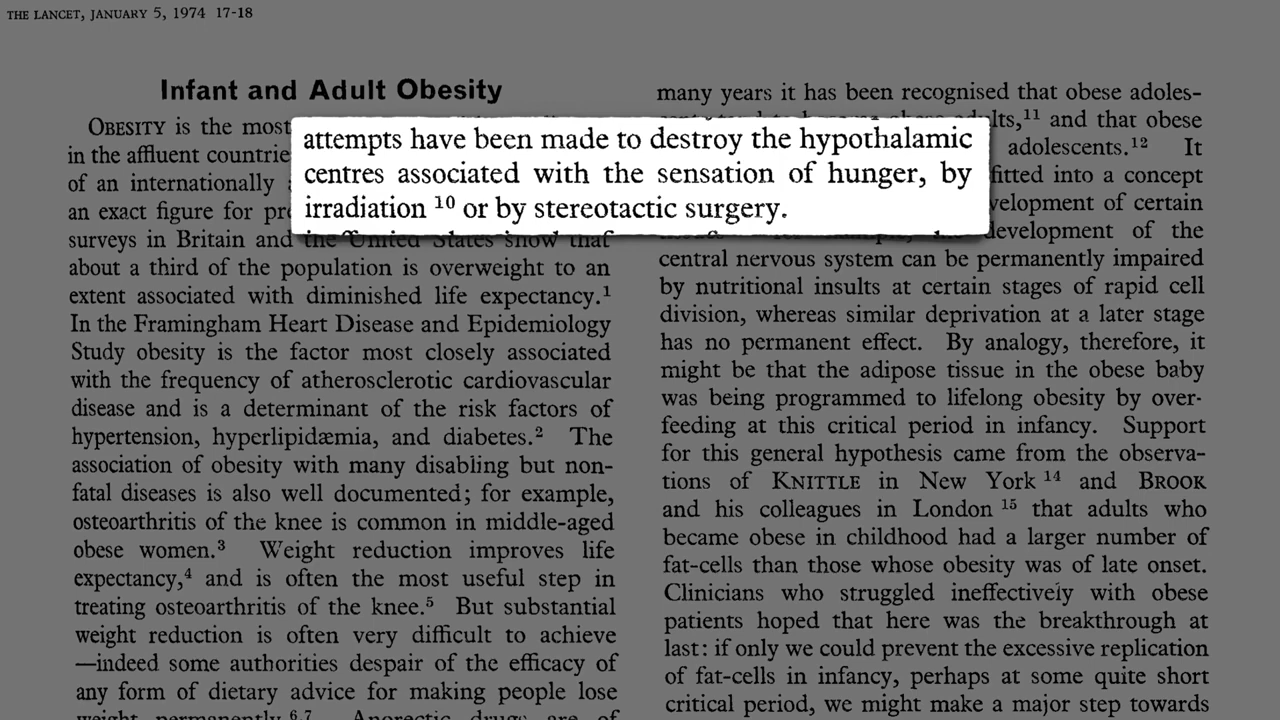 THE LANCET, JANUARY 5, 1974 17-18
Infant and Adult Obesity
OBESITY is the most
in the affluent countrie
of an internationally
an exact figure for pr
surveys in Britain and the United States show that
about a third of the population is overweight to an
extent associated with diminished life expectancy.¹
In the Framingham Heart Disease and Epidemiology
Study obesity is the factor most closely associated
with the frequency of atherosclerotic cardiovascular
disease and is a determinant of the risk factors of
hypertension, hyperlipidæmia, and diabetes.² The
association of obesity with many disabling but non-
fatal diseases is also well documented; for example,
osteoarthritis of the knee is common in middle-aged
obese women.³ Weight reduction improves life
expectancy,⁴ and is often the most useful step in
treating osteoarthritis of the knee.⁵ But substantial
weight reduction is often very difficult to achieve
—indeed some authorities despair of the efficacy of
any form of dietary advice for making people lose
weight permanently.⁶,⁷ Anorectic drugs are of
attempts have been made to destroy the hypothalamic
centres associated with the sensation of hunger, by
irradiation ¹⁰ or by stereotactic surgery.
many years it has been recognised that obese adoles-
adults,¹¹ and that obese
adolescents.¹² It
fitted into a concept
velopment of certain
development of the
central nervous system can be permanently impaired
by nutritional insults at certain stages of rapid cell
division, whereas similar deprivation at a later stage
has no permanent effect. By analogy, therefore, it
might be that the adipose tissue in the obese baby
was being programmed to lifelong obesity by over-
feeding at this critical period in infancy. Support
for this general hypothesis came from the observa-
tions of KNITTLE in New York ¹⁴ and BROOK
and his colleagues in London ¹⁵ that adults who
became obese in childhood had a larger number of
fat-cells than those whose obesity was of late onset.
Clinicians who struggled ineffectively with obese
patients hoped that here was the breakthrough at
last: if only we could prevent the excessive replication
of fat-cells in infancy, perhaps at some quite short
critical period, we might make a major step towards